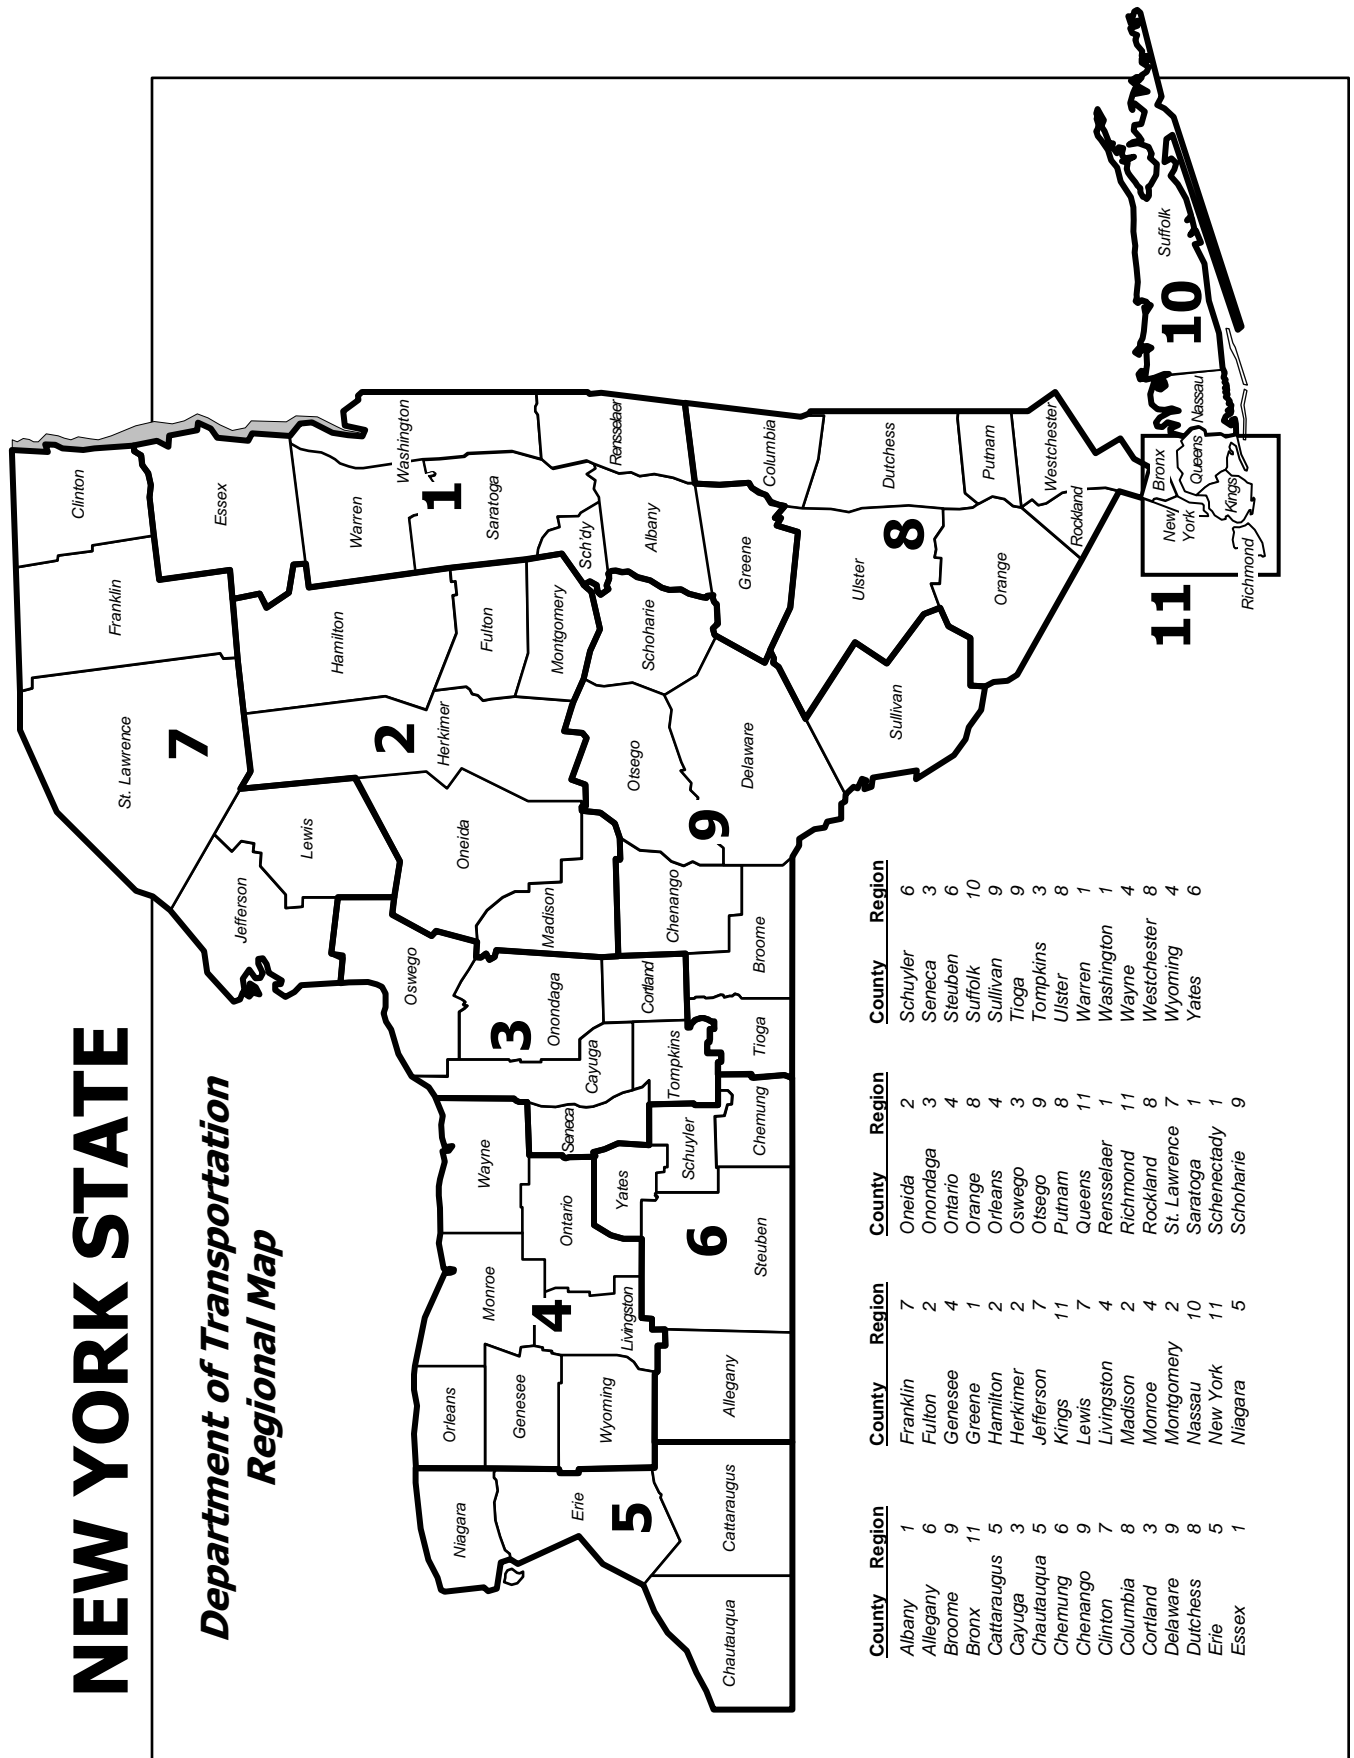 NEW YORK STATE
Department of Transportation
Regional Map
Clinton
Franklin
St. Lawrence
7
Essex
Jefferson
Lewis
Hamilton
Warren
Washington
2
Herkimer
1
Oswego
Oneida
Fulton
Saratoga
Niagara
Orleans
Monroe
Wayne
Genesee
3
Onondaga
Madison
Montgomery
Sch'dy
Rensselaer
4
Ontario
Seneca
Cayuga
Erie
5
Wyoming
Livingston
Yates
Cortland
Otsego
Schoharie
Albany
Tompkins
Chenango
Schuyler
6
9
Chautauqua
Cattaraugus
Allegany
Steuben
Chemung
Tioga
Broome
Delaware
Greene
Columbia
Ulster
8
Dutchess
Sullivan
Orange
Putnam
Rockland
Westchester
11
Bronx
New
York
Queens
Kings
Richmond
Nassau
10
Suffolk
County Region
Albany 1
Allegany 6
Broome 9
Bronx 11
Cattaraugus 5
Cayuga 3
Chautauqua 5
Chemung 6
Chenango 9
Clinton 7
Columbia 8
Cortland 3
Delaware 9
Dutchess 8
Erie 5
Essex 1
County Region
Franklin 7
Fulton 2
Genesee 4
Greene 1
Hamilton 2
Herkimer 2
Jefferson 7
Kings 11
Lewis 7
Livingston 4
Madison 2
Monroe 4
Montgomery 2
Nassau 10
New York 11
Niagara 5
County Region
Oneida 2
Onondaga 3
Ontario 4
Orange 8
Orleans 4
Oswego 3
Otsego 9
Putnam 8
Queens 11
Rensselaer 1
Richmond 11
Rockland 8
St. Lawrence 7
Saratoga 1
Schenectady 1
Schoharie 9
County Region
Schuyler 6
Seneca 3
Steuben 6
Suffolk 10
Sullivan 9
Tioga 9
Tompkins 3
Ulster 8
Warren 1
Washington 1
Wayne 4
Westchester 8
Wyoming 4
Yates 6